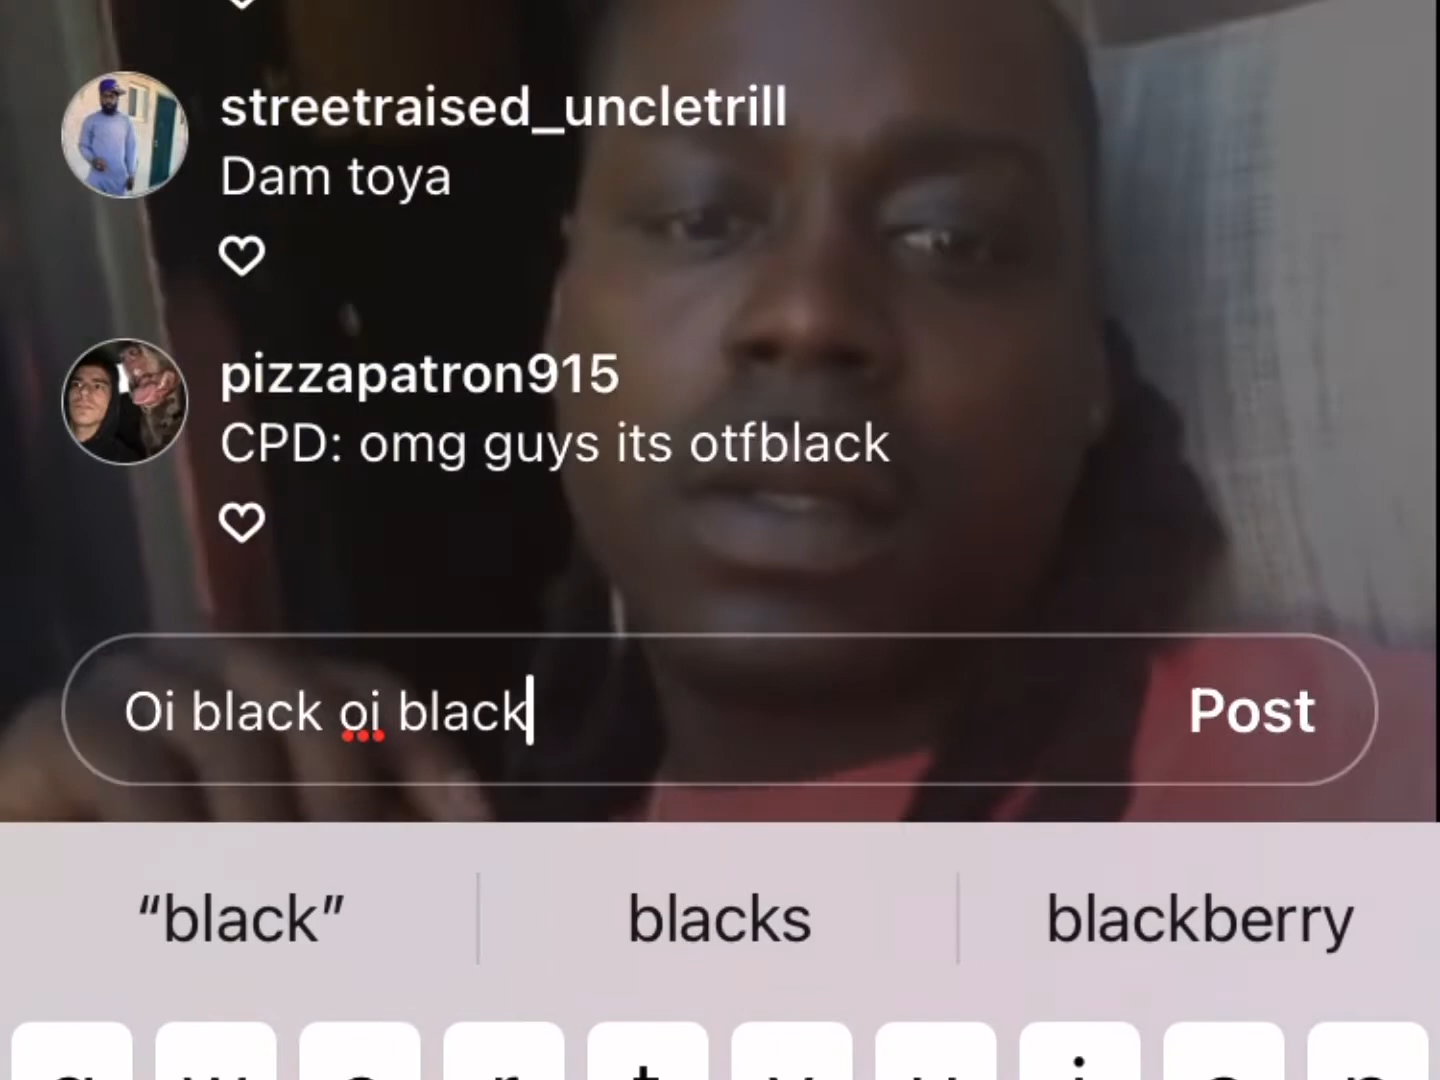 streetraised_uncletrill
Dam toya
pizzapatron915
CPD: omg guys its otfblack
Oi black oi black
Post
“black” blacks blackberry